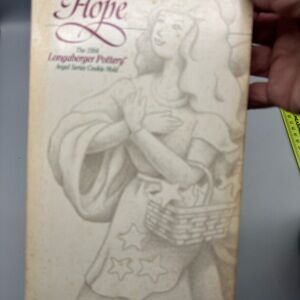 Hope
The 1994
Longaberger Pottery®
Angel Series Cookie Mold